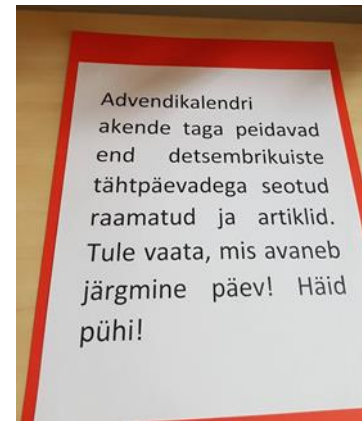 Advendikalendri
akende taga peidavad
end detsembrikuiste
tähtpäevadega seotud
raamatud ja artiklid.
Tule vaata, mis avaneb
järgmine päev! Häid
pühi!